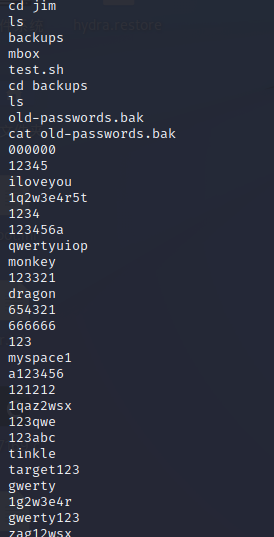 cd jim
hydra.restore
ls
backups
mbox
test.sh
cd backups
ls
old-passwords.bak
cat old-passwords.bak
000000
12345
iloveyou
1q2w3e4r5t
1234
123456a
qwertyuiop
monkey
123321
dragon
654321
666666
123
myspace1
a123456
121212
1qaz2wsx
123qwe
123abc
tinkle
target123
gwerty
1g2w3e4r
gwerty123
zag12wsx